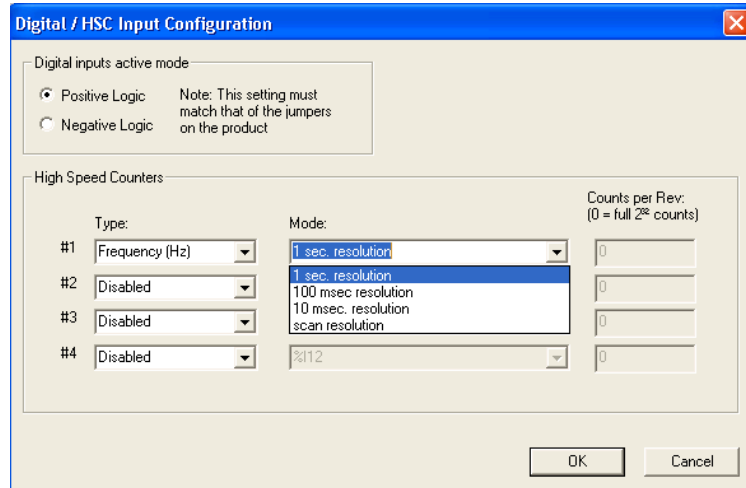 Digital / HSC Input Configuration
Digital inputs active mode
Positive Logic
Negative Logic
Note: This setting must
match that of the jumpers
on the product
High Speed Counters
Type:
Mode:
Counts per Rev:
(0 = full 2³² counts)
#1 Frequency (Hz) 1 sec. resolution 0
1 sec. resolution
100 msec resolution
10 msec. resolution
scan resolution
#2 Disabled 0
#3 Disabled 0
#4 Disabled %I12 0
OK
Cancel